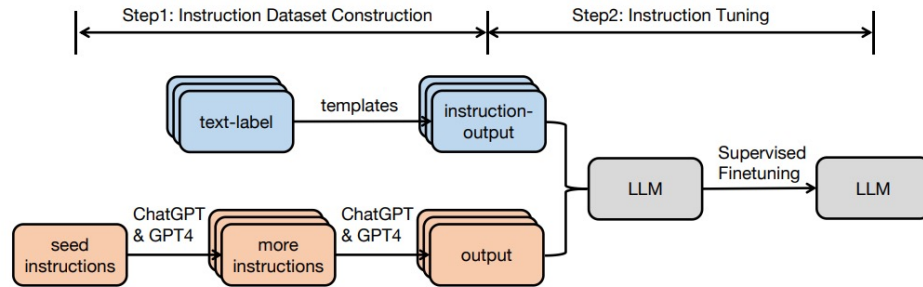 Step1: Instruction Dataset Construction
Step2: Instruction Tuning
text-label
templates
instruction-
output
LLM
Supervised
Finetuning
LLM
seed
instructions
ChatGPT
& GPT4
more
instructions
ChatGPT
& GPT4
output